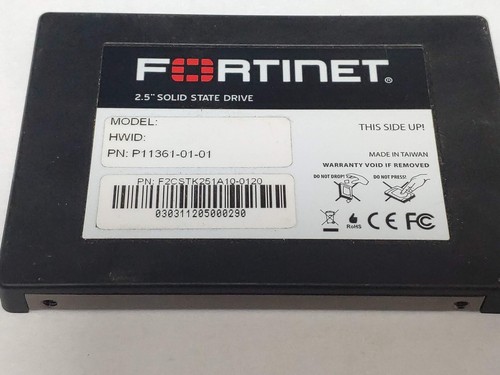 FORTINET®
2.5" SOLID STATE DRIVE
MODEL:
HWID:
PN: P11361-01-01
THIS SIDE UP!
MADE IN TAIWAN
WARRANTY VOID IF REMOVED
DO NOT DROP!
DO NOT PRESS!
PN: F2CSTK251A10-0120
030311205000290
RoHS
FC CE